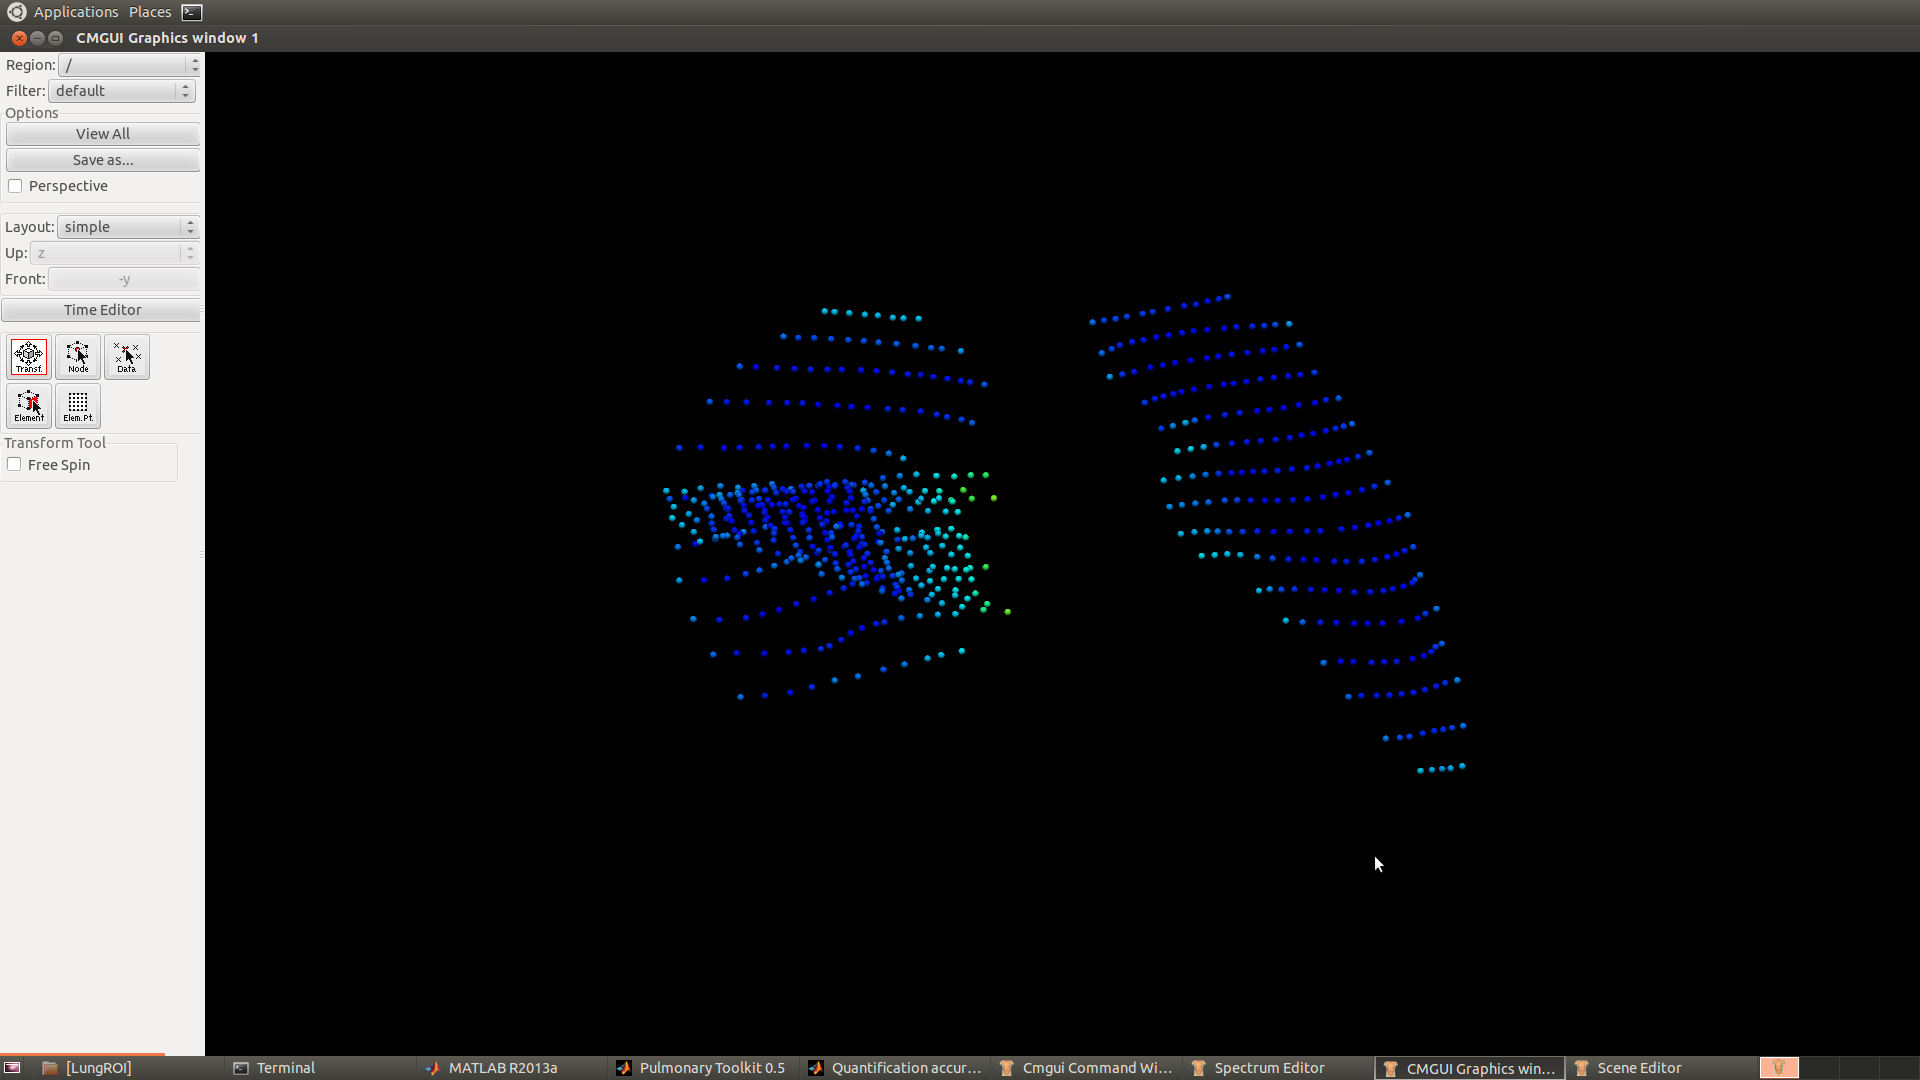 Applications Places
CMGUI Graphics window 1
Region: /
Filter: default
Options
View All
Save as...
Perspective
Layout: simple
Up: z
Front: -y
Time Editor
Transf. Node Data
Element Elem.Pt.
Transform Tool
Free Spin
[LungROI] Terminal MATLAB R2013a Pulmonary Toolkit 0.5 Quantification accur... Cmgui Command Wi... Spectrum Editor CMGUI Graphics win... Scene Editor